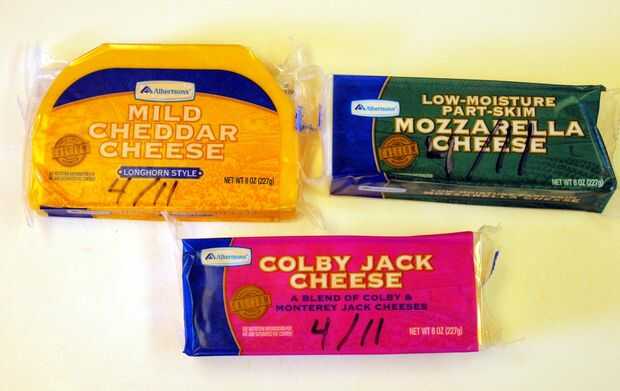 Albertsons
MILD
CHEDDAR
CHEESE
LONGHORN STYLE
NET WT 8 OZ (227g)
4/11
Albertsons
LOW-MOISTURE
PART-SKIM
MOZZARELLA
CHEESE
4/11
NET WT 8 OZ (227g)
MOZZARELLA CHEESE
Albertsons
COLBY JACK
CHEESE
A BLEND OF COLBY &
MONTEREY JACK CHEESES
4/11
NET WT 8 OZ (227g)